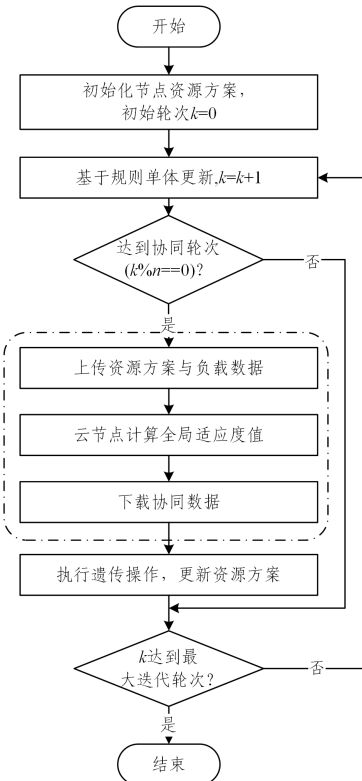 开始
初始化节点资源方案，
初始轮次k=0
基于规则单体更新,k=k+1
达到协同轮次
(k%n==0)?
否
是
上传资源方案与负载数据
云节点计算全局适应度值
下载协同数据
执行遗传操作，更新资源方案
k达到最
大迭代轮次?
否
是
结束